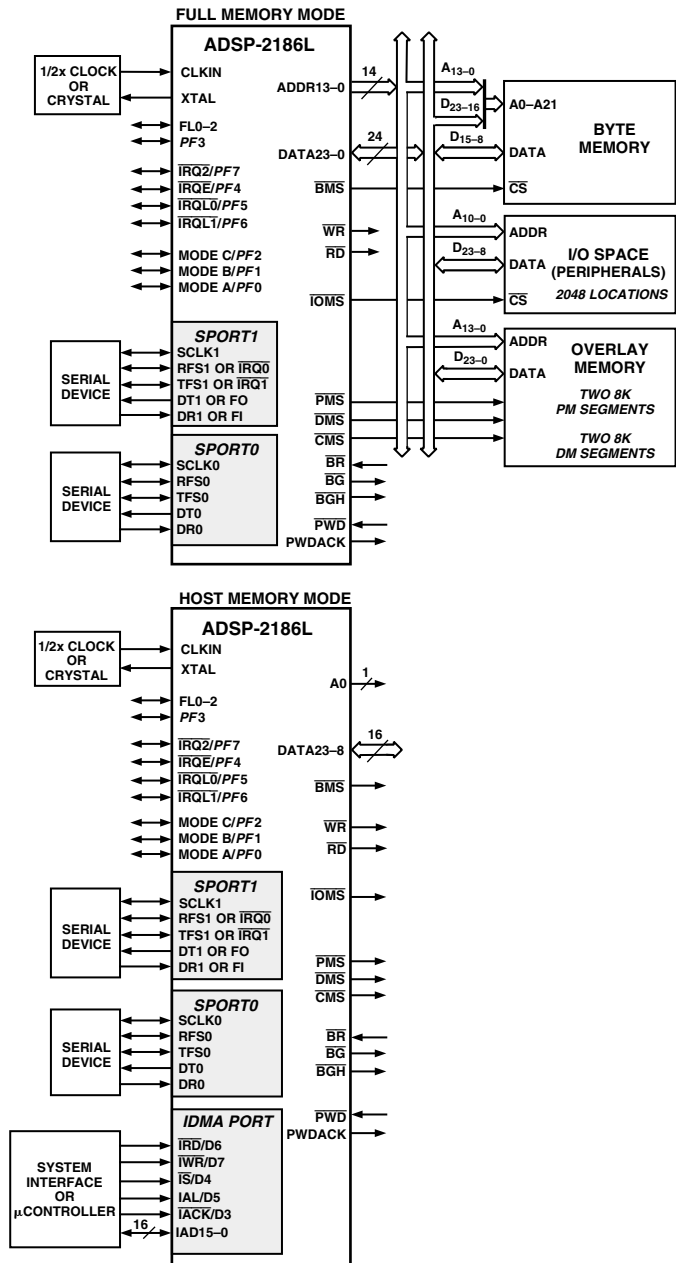 FULL MEMORY MODE
ADSP-2186L
1/2x CLOCK
OR
CRYSTAL
CLKIN
XTAL
FL0–2
PF3
IRQ2/PF7
IRQE/PF4
IRQL0/PF5
IRQL1/PF6
MODE C/PF2
MODE B/PF1
MODE A/PF0
SERIAL
DEVICE
SPORT1
SCLK1
RFS1 OR IRQ0
TFS1 OR IRQ1
DT1 OR FO
DR1 OR FI
SERIAL
DEVICE
SPORT0
SCLK0
RFS0
TFS0
DT0
DR0
ADDR13–0
14
DATA23–0
24
BMS
WR
RD
IOMS
PMS
DMS
CMS
BR
BG
BGH
PWD
PWDACK
A13–0
D23–16
D15–8
A0–A21
DATA
CS
BYTE
MEMORY
A10–0
D23–8
ADDR
DATA
CS
I/O SPACE
(PERIPHERALS)
2048 LOCATIONS
A13–0
D23–0
ADDR
DATA
OVERLAY
MEMORY
TWO 8K
PM SEGMENTS
TWO 8K
DM SEGMENTS
HOST MEMORY MODE
ADSP-2186L
1/2x CLOCK
OR
CRYSTAL
CLKIN
XTAL
FL0–2
PF3
IRQ2/PF7
IRQE/PF4
IRQL0/PF5
IRQL1/PF6
MODE C/PF2
MODE B/PF1
MODE A/PF0
SERIAL
DEVICE
SPORT1
SCLK1
RFS1 OR IRQ0
TFS1 OR IRQ1
DT1 OR FO
DR1 OR FI
SERIAL
DEVICE
SPORT0
SCLK0
RFS0
TFS0
DT0
DR0
SYSTEM
INTERFACE
OR
µCONTROLLER
16
IDMA PORT
IRD/D6
IWR/D7
IS/D4
IAL/D5
IACK/D3
IAD15–0
A0
1
DATA23–8
16
BMS
WR
RD
IOMS
PMS
DMS
CMS
BR
BG
BGH
PWD
PWDACK